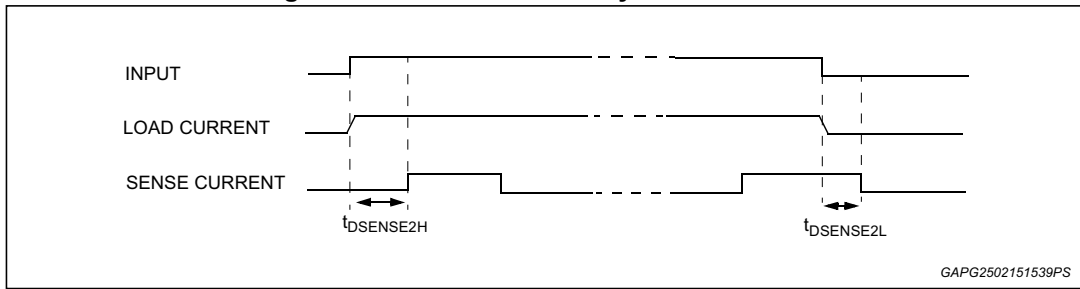 INPUT
LOAD CURRENT
SENSE CURRENT
tDSENSE2H
tDSENSE2L
GAPG2502151539PS